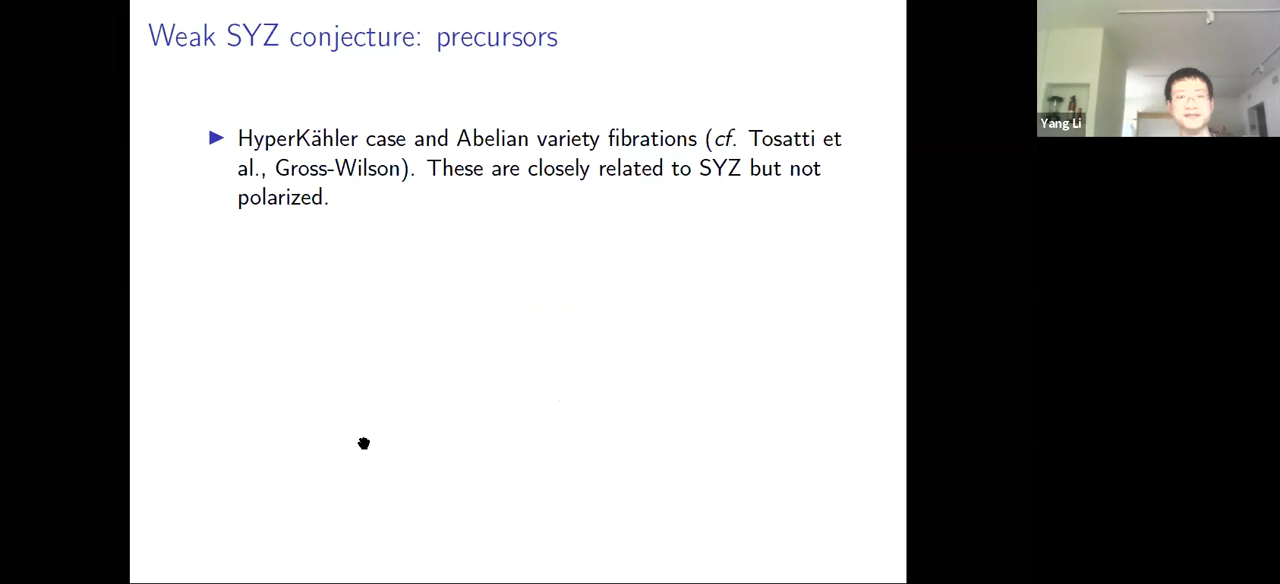 Weak SYZ conjecture: precursors
▶ HyperKähler case and Abelian variety fibrations (cf. Tosatti et
al., Gross-Wilson). These are closely related to SYZ but not
polarized.
Yang Li